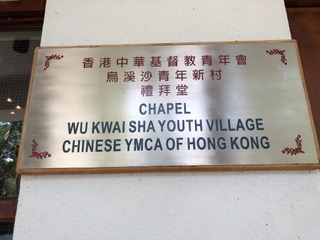 香港中華基督教青年會
烏溪沙青年新村
禮拜堂
CHAPEL
WU KWAI SHA YOUTH VILLAGE
CHINESE YMCA OF HONG KONG